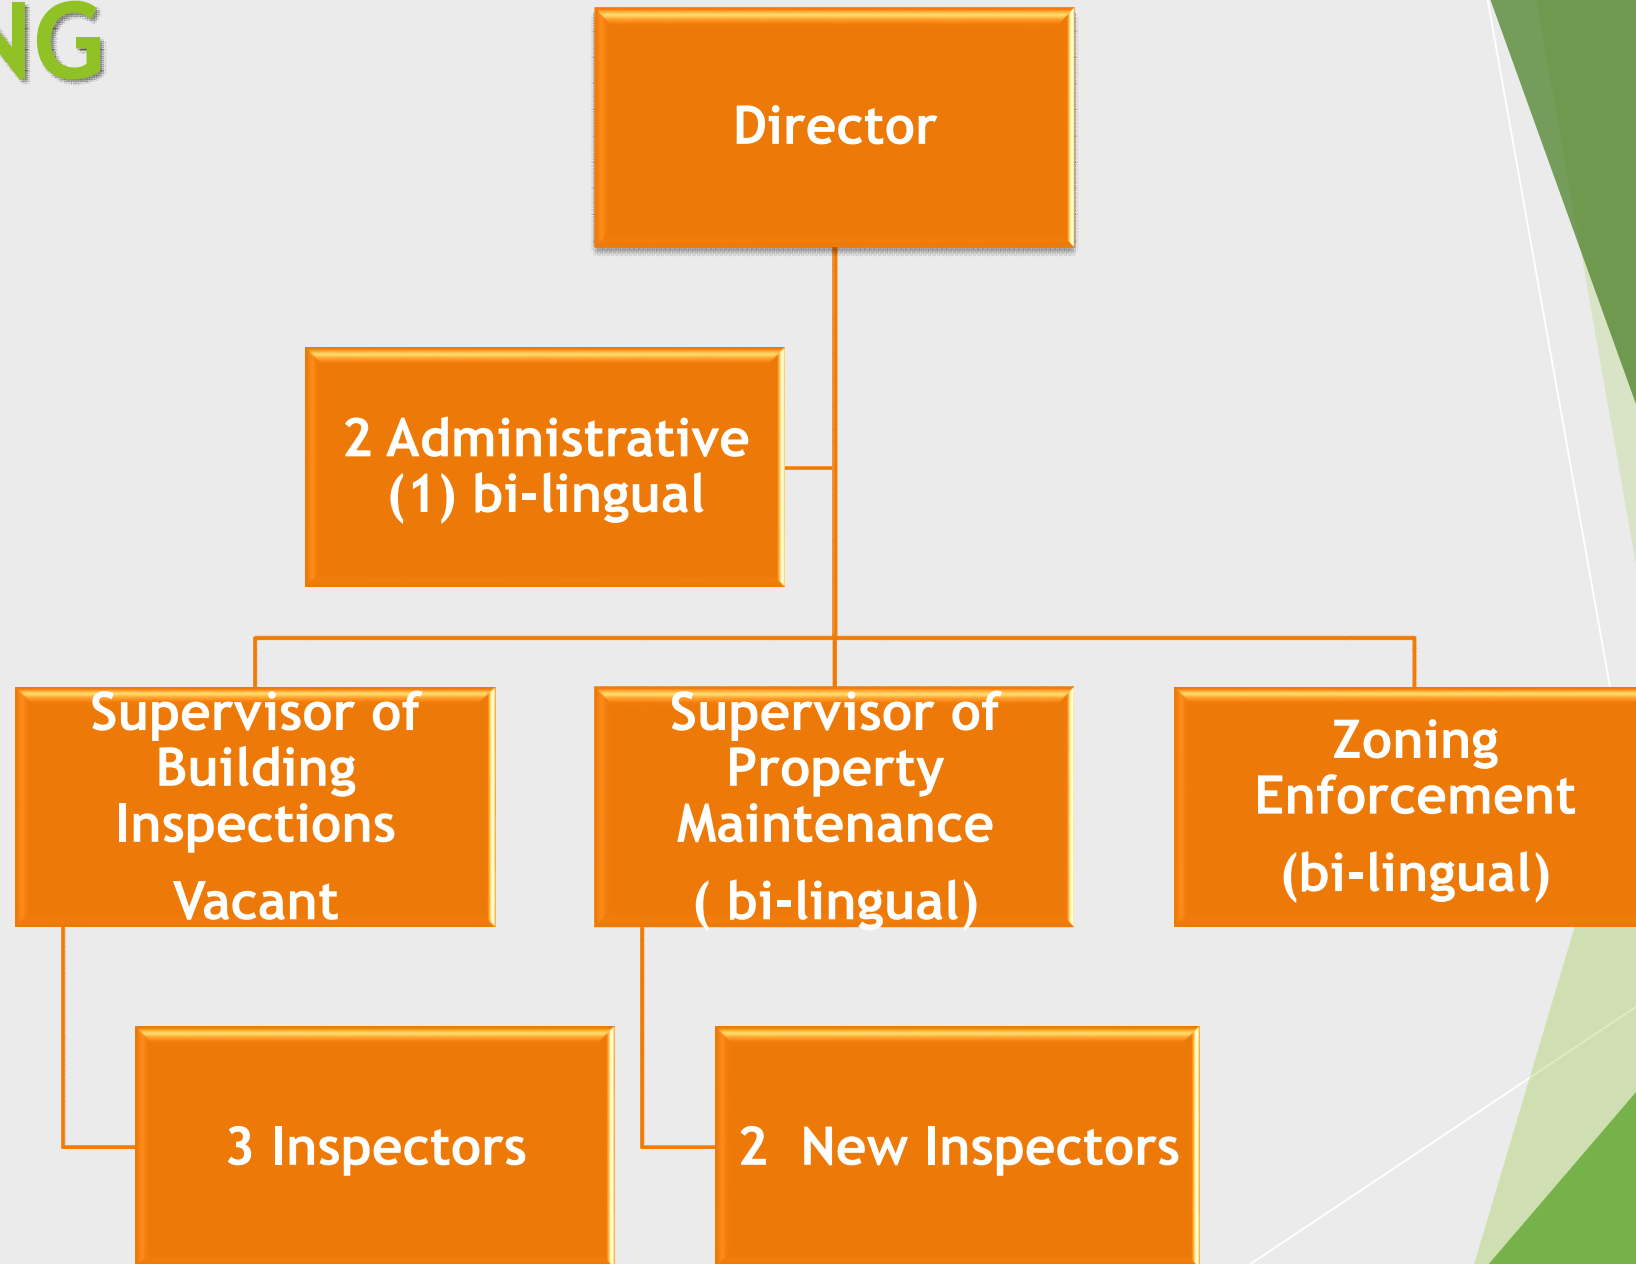 NG
Director
2 Administrative
(1) bi-lingual
Supervisor of
Building
Inspections
Vacant
Supervisor of
Property
Maintenance
( bi-lingual)
Zoning
Enforcement
(bi-lingual)
3 Inspectors
2  New Inspectors